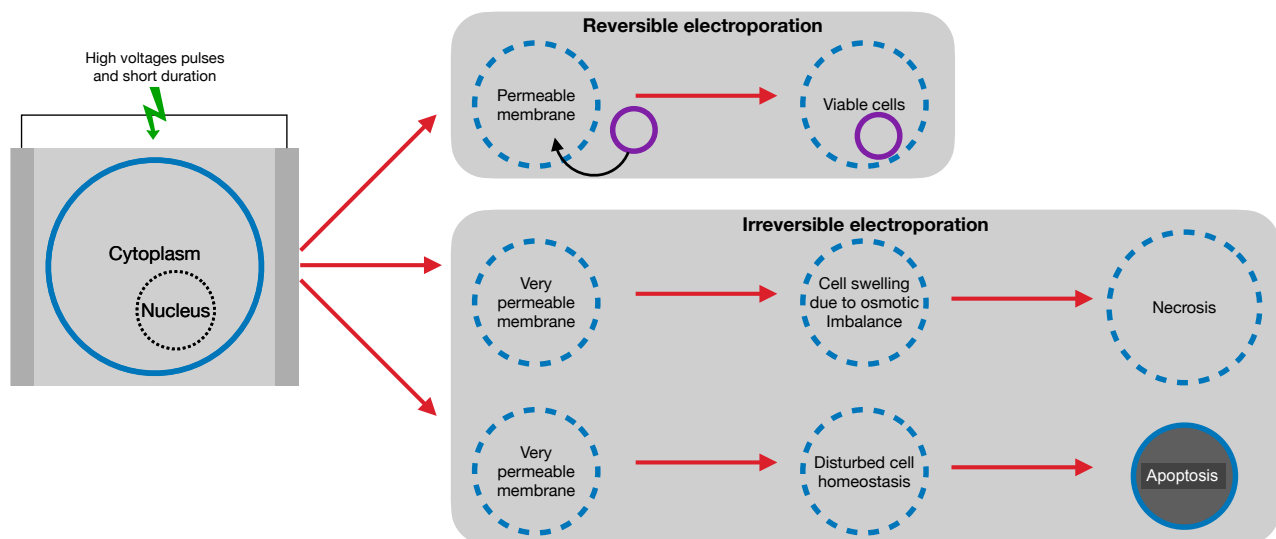 High voltages pulses
and short duration
Cytoplasm
Nucleus
Reversible electroporation
Permeable
membrane
Viable cells
Irreversible electroporation
Very
permeable
membrane
Cell swelling
due to osmotic
Imbalance
Necrosis
Very
permeable
membrane
Disturbed cell
homeostasis
Apoptosis